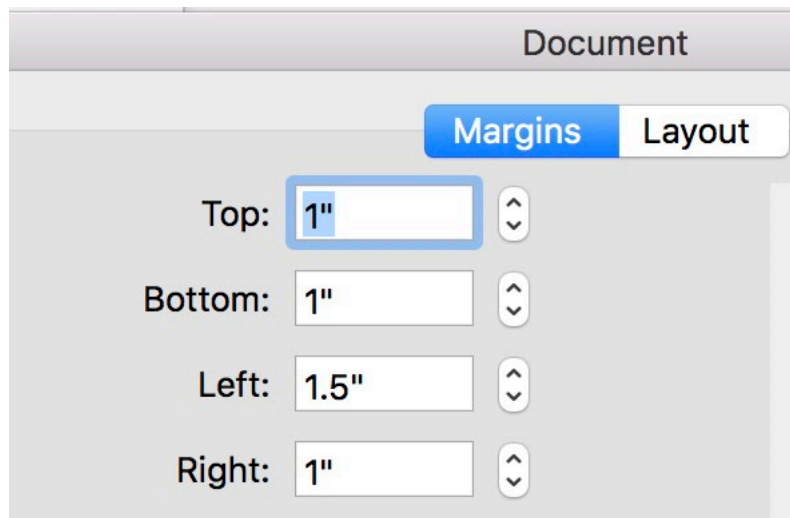 Document
Margins Layout
Top: 1"
Bottom: 1"
Left: 1.5"
Right: 1"